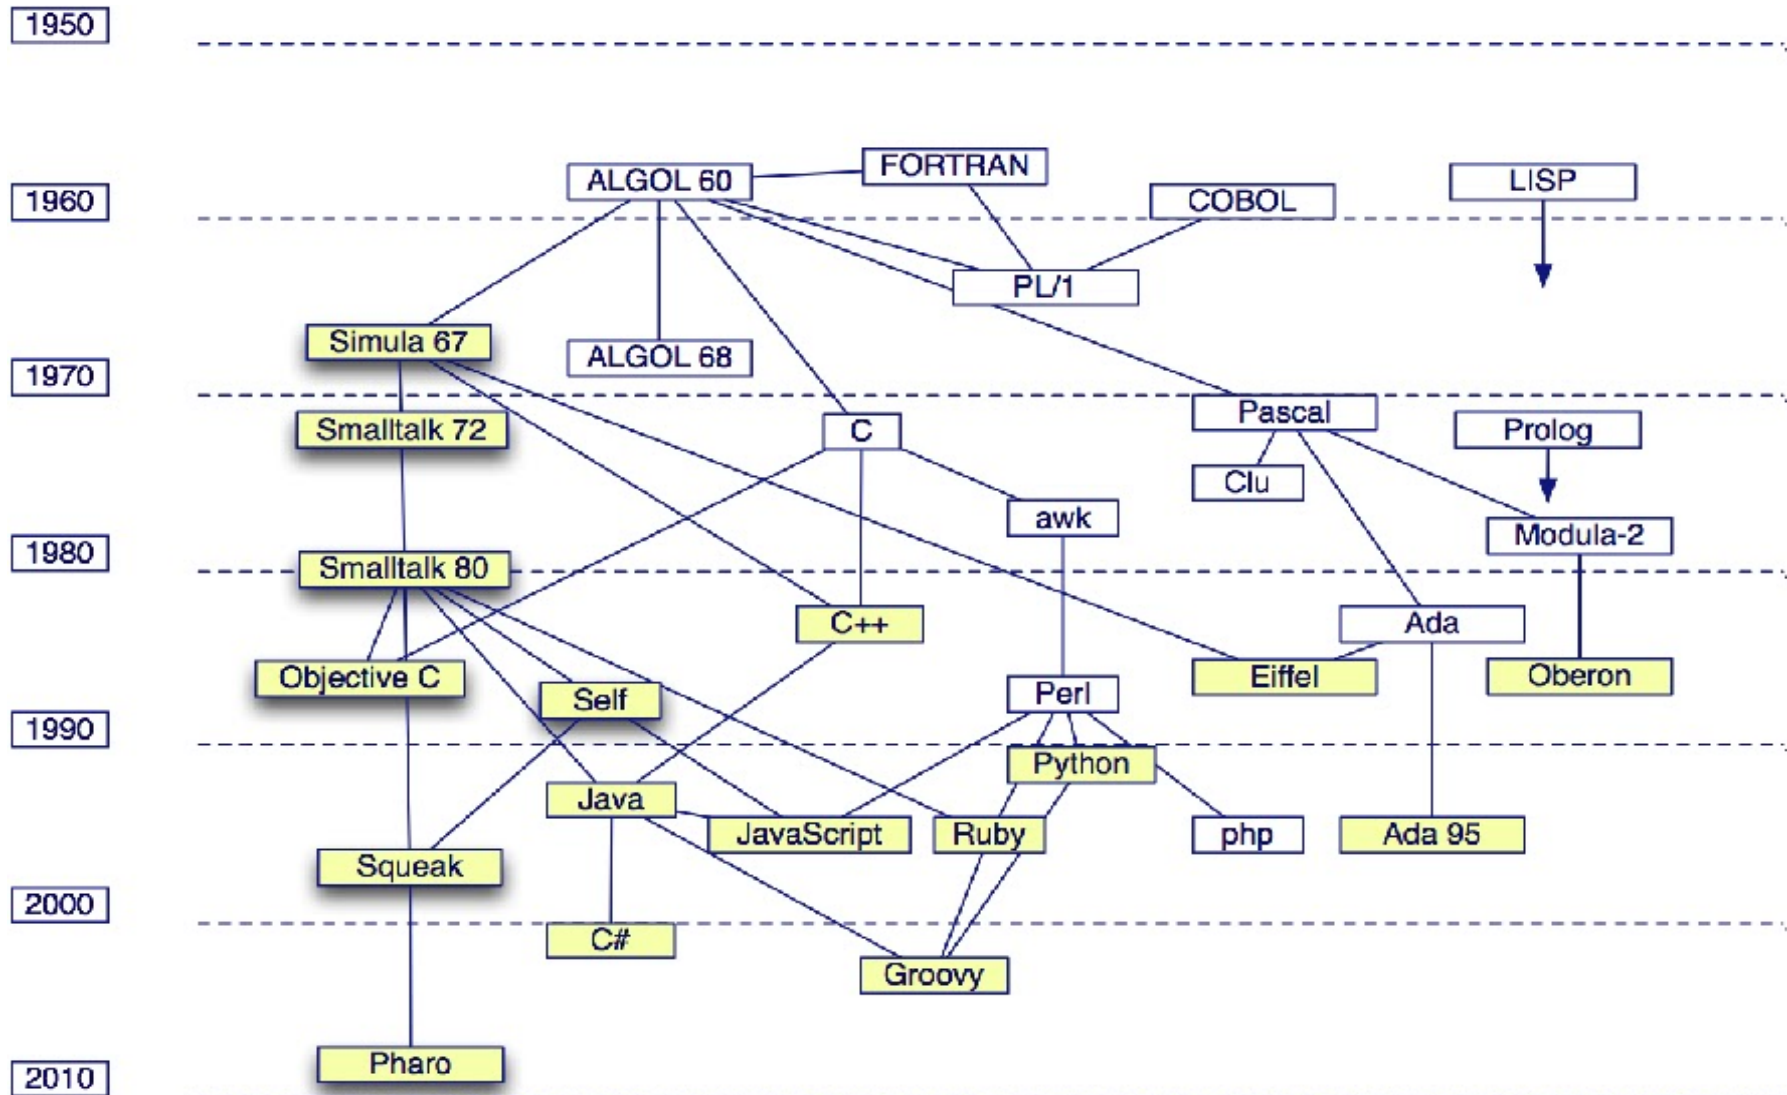 1950
FORTRAN
ALGOL 60
LISP
1960
COBOL
PL/1
Simula 67
ALGOL 68
1970
Pascal
Smalltalk 72
C
Prolog
Clu
awk
Modula-2
1980
Smalltalk 80
C++
Ada
Objective C
Eiffel
Oberon
Self
Perl
1990
Python
Java
JavaScript
Ruby
php
Ada 95
Squeak
2000
C#
Groovy
Pharo
2010